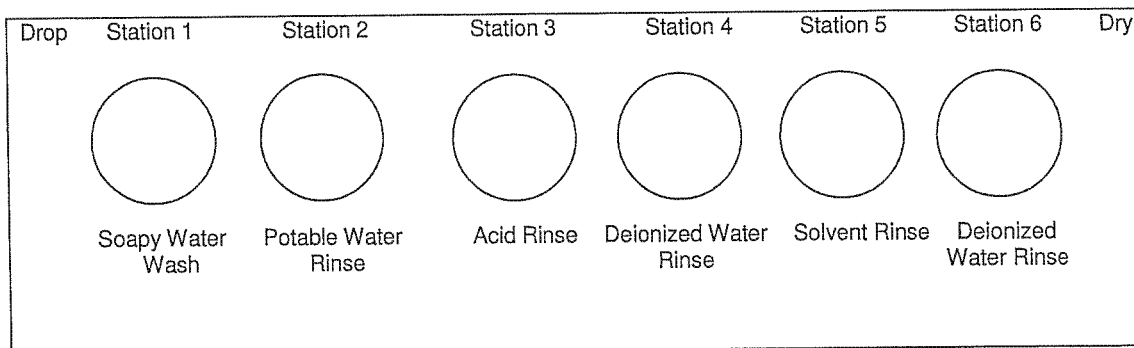 Drop Station 1 Station 2 Station 3 Station 4 Station 5 Station 6 Dry
Soapy Water Wash
Potable Water Rinse
Acid Rinse
Deionized Water Rinse
Solvent Rinse
Deionized Water Rinse